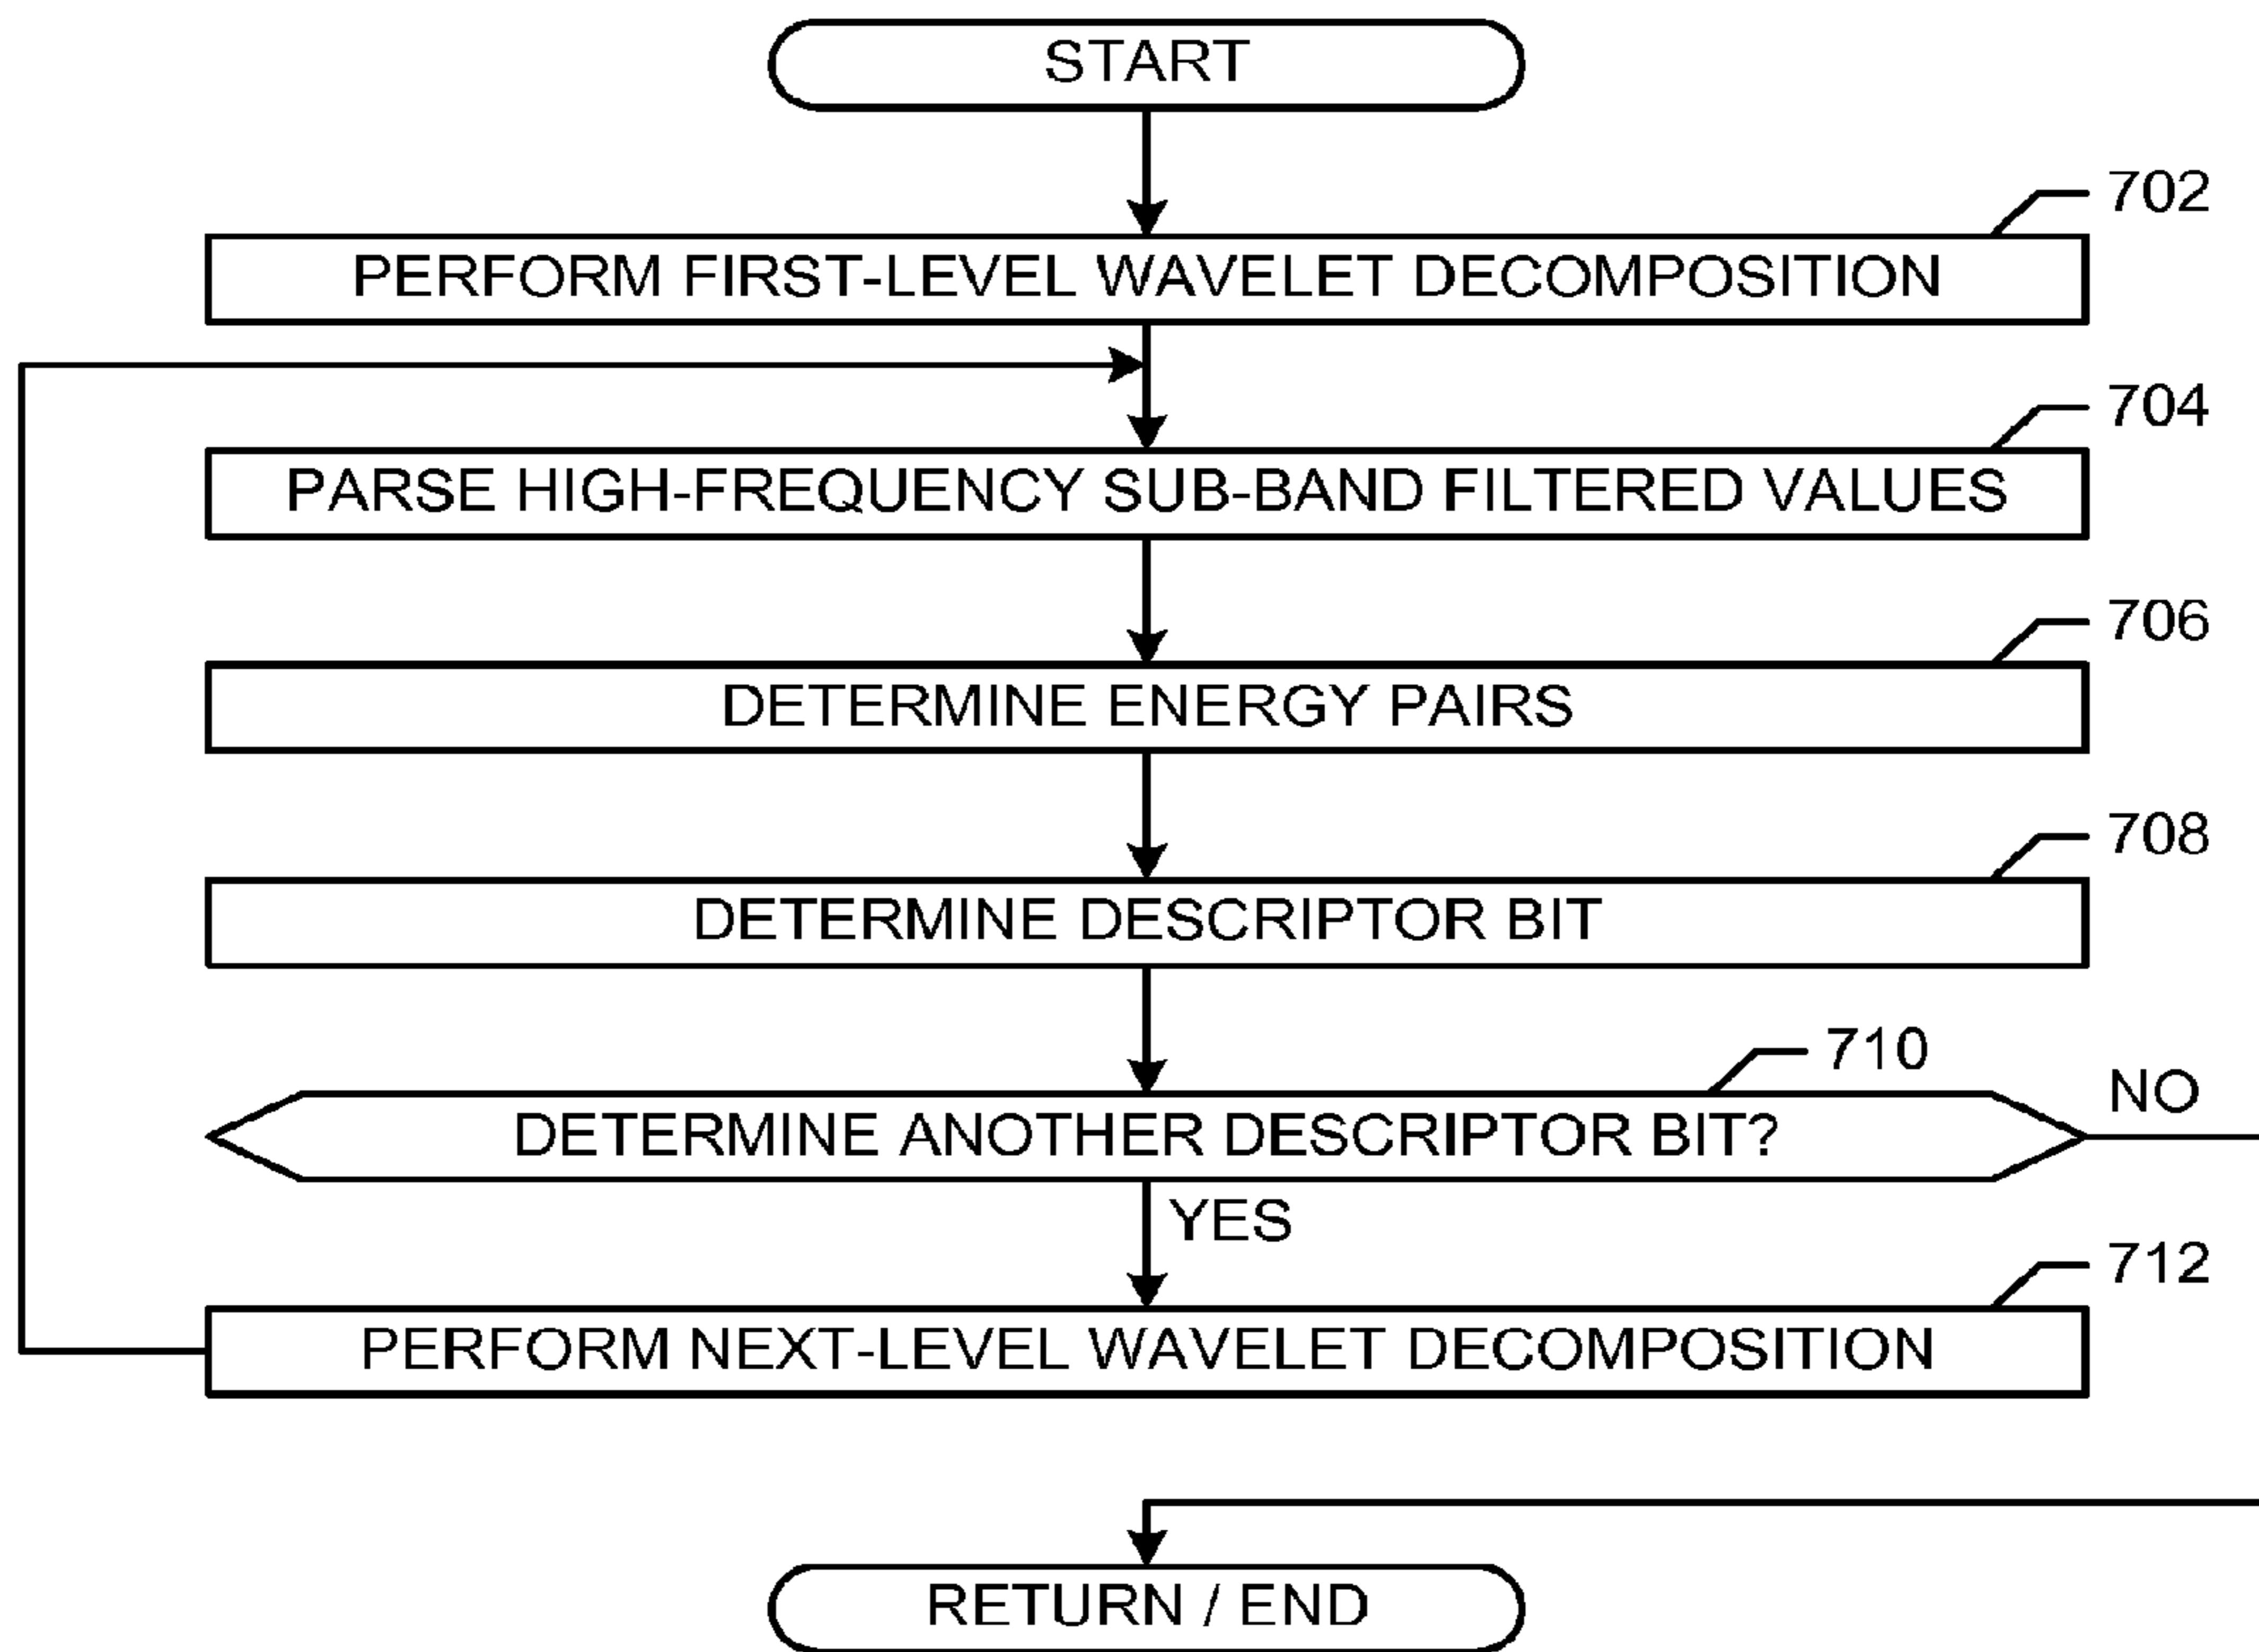 START
702
PERFORM FIRST-LEVEL WAVELET DECOMPOSITION
704
PARSE HIGH-FREQUENCY SUB-BAND FILTERED VALUES
706
DETERMINE ENERGY PAIRS
708
DETERMINE DESCRIPTOR BIT
710
NO
DETERMINE ANOTHER DESCRIPTOR BIT?
YES
712
PERFORM NEXT-LEVEL WAVELET DECOMPOSITION
RETURN / END